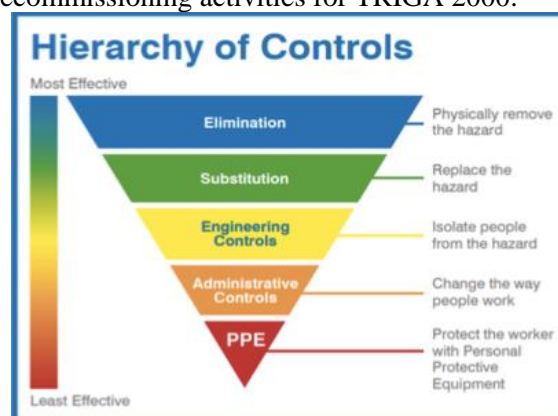 ecommissioning activities for TRIGA 2000.
Hierarchy of Controls
Most Effective
Elimination
Physically remove
the hazard
Substitution
Replace the
hazard
Engineering
Controls
Isolate people
from the hazard
Administrative
Controls
Change the way
people work
PPE
Protect the worker
with Personal
Protective
Equipment
Least Effective